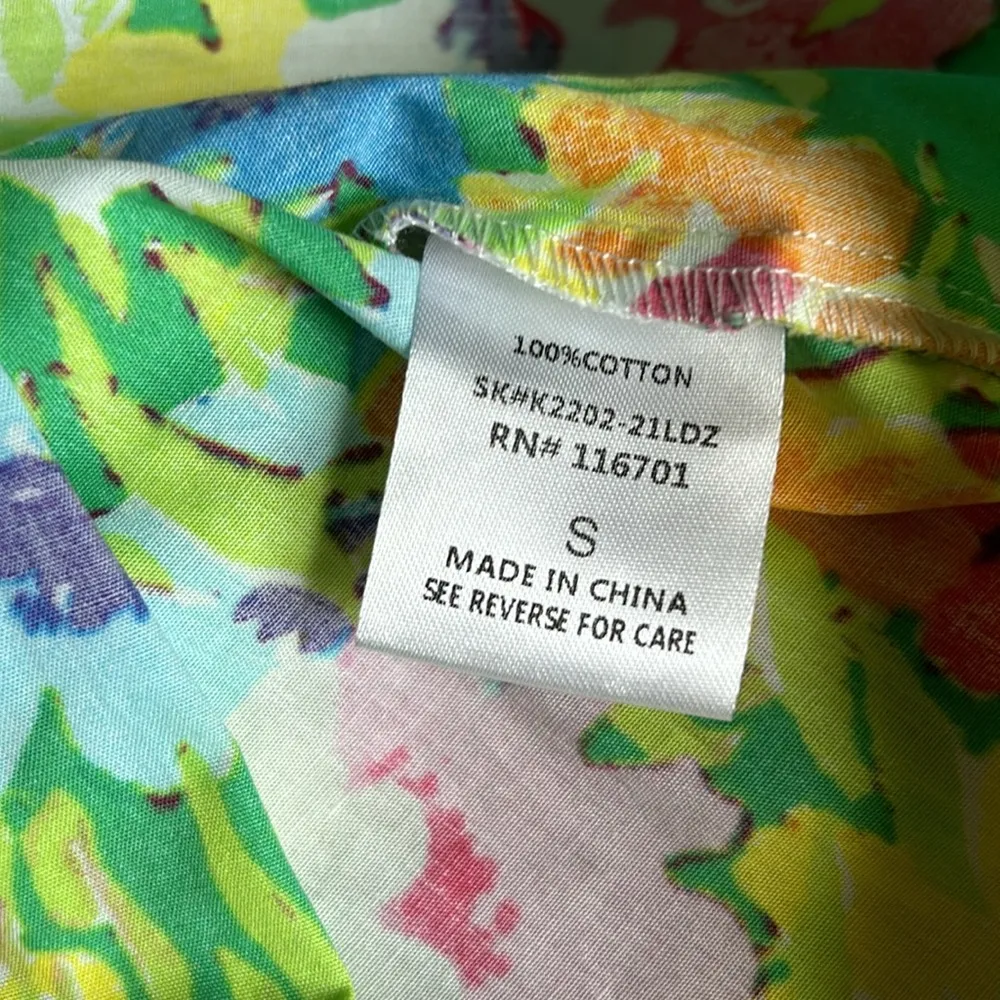 100%COTTON
SK#K2202-21LDZ
RN# 116701
S
MADE IN CHINA
SEE REVERSE FOR CARE